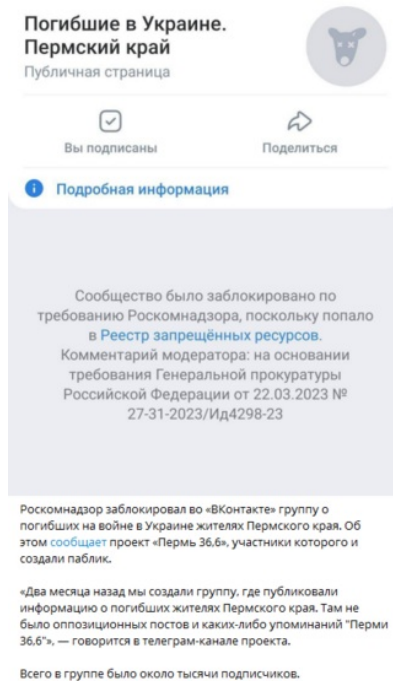 Погибшие в Украине.
Пермский край
Публичная страница
Вы подписаны
Поделиться
Подробная информация
Сообщество было заблокировано по
требованию Роскомнадзора, поскольку попало
в Реестр запрещённых ресурсов.
Комментарий модератора: на основании
требования Генеральной прокуратуры
Российской Федерации от 22.03.2023 №
27-31-2023/Ид4298-23
Роскомнадзор заблокировал во «ВКонтакте» группу о
погибших на войне в Украине жителях Пермского края. Об
этом сообщает проект «Пермь 36,6», участники которого и
создали паблик.
«Два месяца назад мы создали группу, где публиковали
информацию о погибших жителях Пермского края. Там не
было оппозиционных постов и каких-либо упоминаний "Перми
36,6"», — говорится в телеграм-канале проекта.
Всего в группе было около тысячи подписчиков.